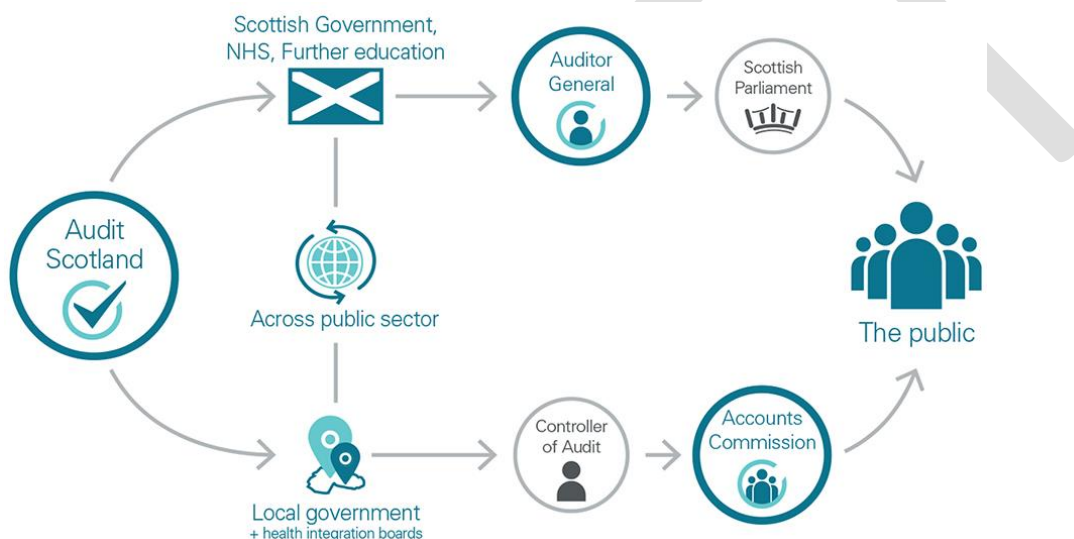 Scottish Government,
NHS, Further education
Auditor
General
Scottish
Parliament
Audit
Scotland
Across public sector
The public
Controller
of Audit
Accounts
Commission
Local government
+ health integration boards